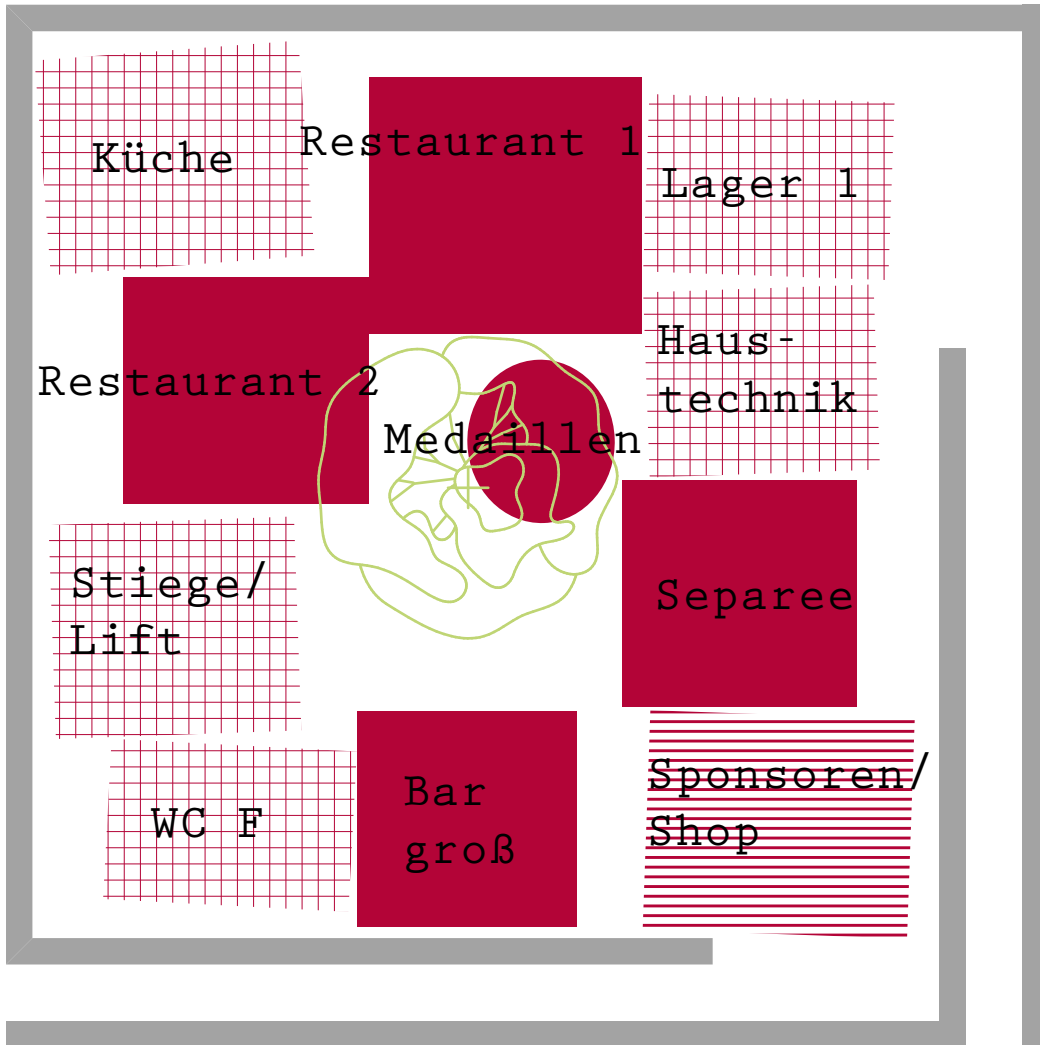 Küche
Restaurant 1
Lager 1
Restaurant 2
Haus-
technik
Medaillen
Stiege/
Lift
Separee
WC F
Bar
groß
Sponsoren/
Shop